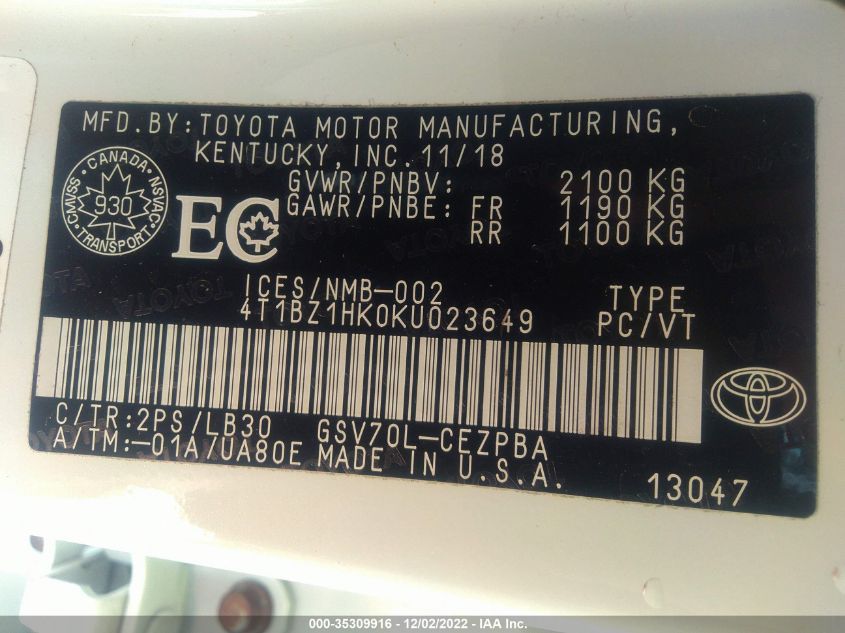 MFD.BY:TOYOTA MOTOR MANUFACTURING,
KENTUCKY,INC.11/18
GVWR/PNBV: 2100 KG
GAWR/PNBE: FR 1190 KG
RR 1100 KG
CANADA
CMVSS NSVAC
930
TRANSPORT
EC
ICES/NMB-002
4T1BZ1HK0KU023649
TYPE
PC/VT
C/TR:2PS/LB30 GSV70L-CEZPBA
A/TM:-01A/UA80E MADE IN U.S.A.
13047
TOYOTA
000-35309916 - 12/02/2022 - IAA Inc.